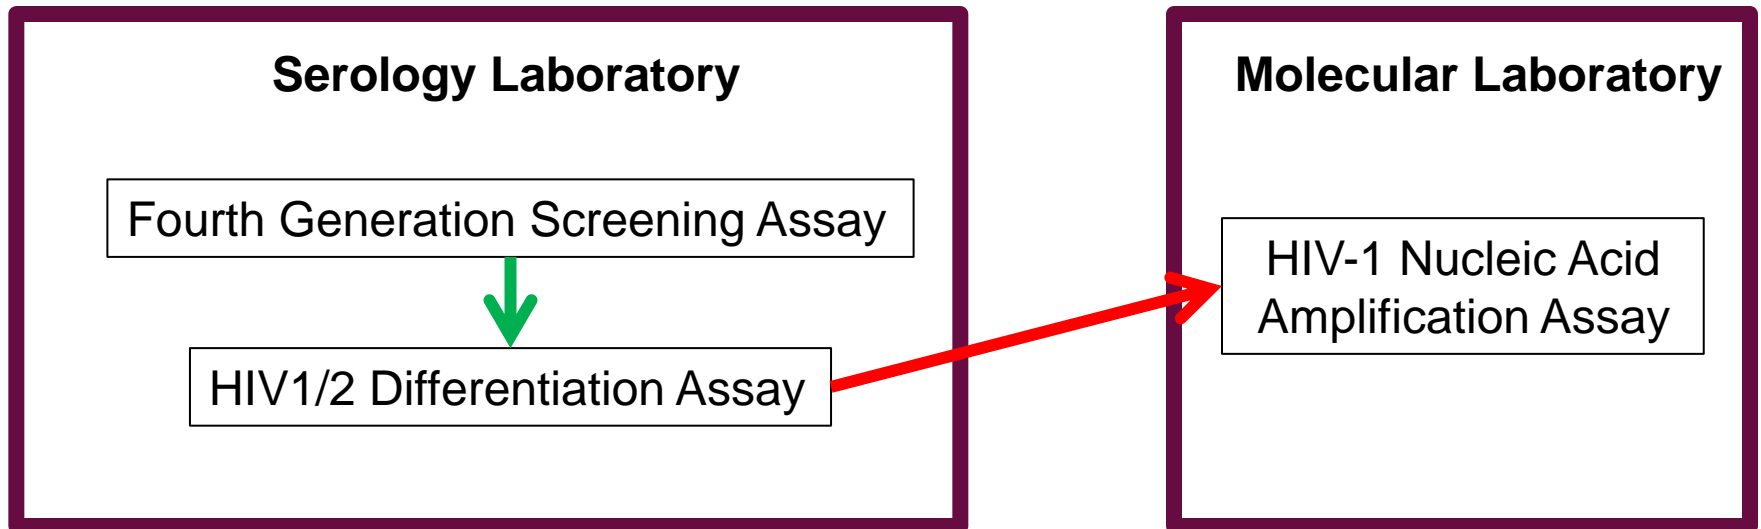 Serology Laboratory
Fourth Generation Screening Assay
HIV1/2 Differentiation Assay
Molecular Laboratory
HIV-1 Nucleic Acid
Amplification Assay